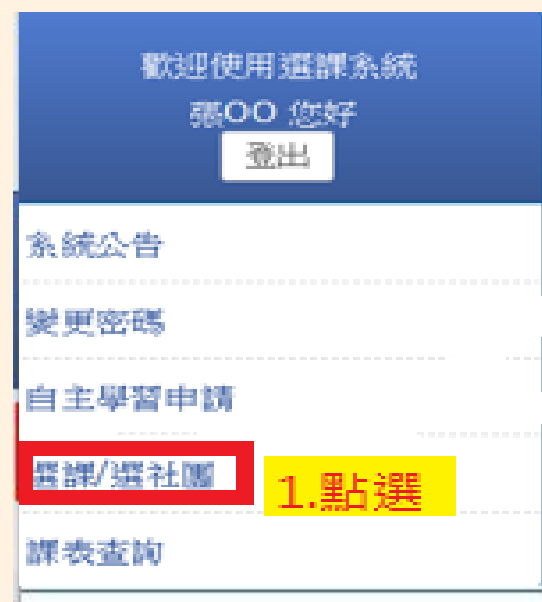 歡迎使用選課系統
張OO 您好
登出
系統公告
變更密碼
自主學習申請
選課/選社團
1.點選
課表查詢